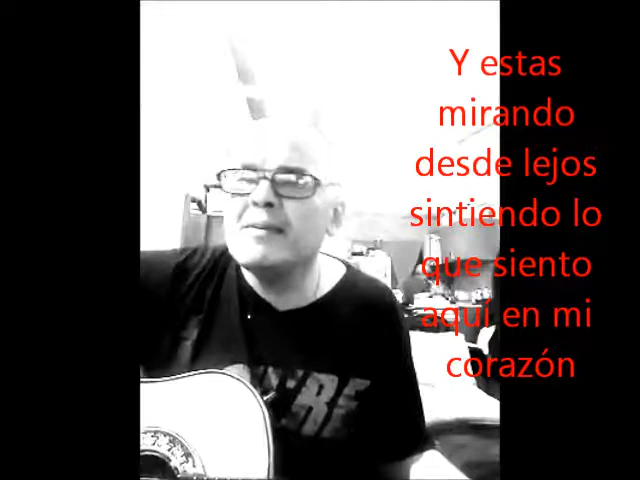 Y estas
mirando
desde lejos
sintiendo lo
que siento
aquí en mi
corazón